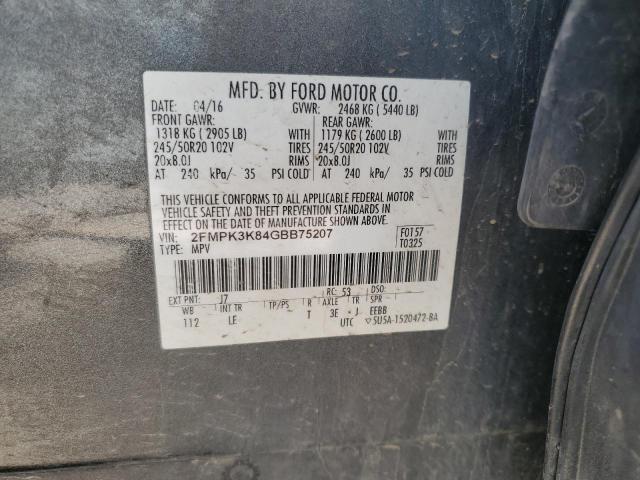 MFD. BY FORD MOTOR CO.
DATE: 04/16 GVWR: 2468 KG ( 5440 LB)
FRONT GAWR: REAR GAWR:
1318 KG ( 2905 LB) WITH 1179 KG ( 2600 LB) WITH
245/50R20 102V TIRES 245/50R20 102V TIRES
20x8.0J RIMS 20x8.0J RIMS
AT 240 kPa/ 35 PSI COLD AT 240 kPa/ 35 PSI COLD
THIS VEHICLE CONFORMS TO ALL APPLICABLE FEDERAL MOTOR
VEHICLE SAFETY AND THEFT PREVENTION STANDARDS IN
EFFECT ON THE DATE OF MANUFACTURE SHOWN ABOVE.
VIN: 2FMPK3K84GBB75207 F0157
TYPE: MPV T0325
EXT PNT: J7 RC: 53 DSO:
WB INT TR TP/PS R AXLE TR SPR
112 LE T 3E J EEBB
UTC ▽5U5A-1520472-BA